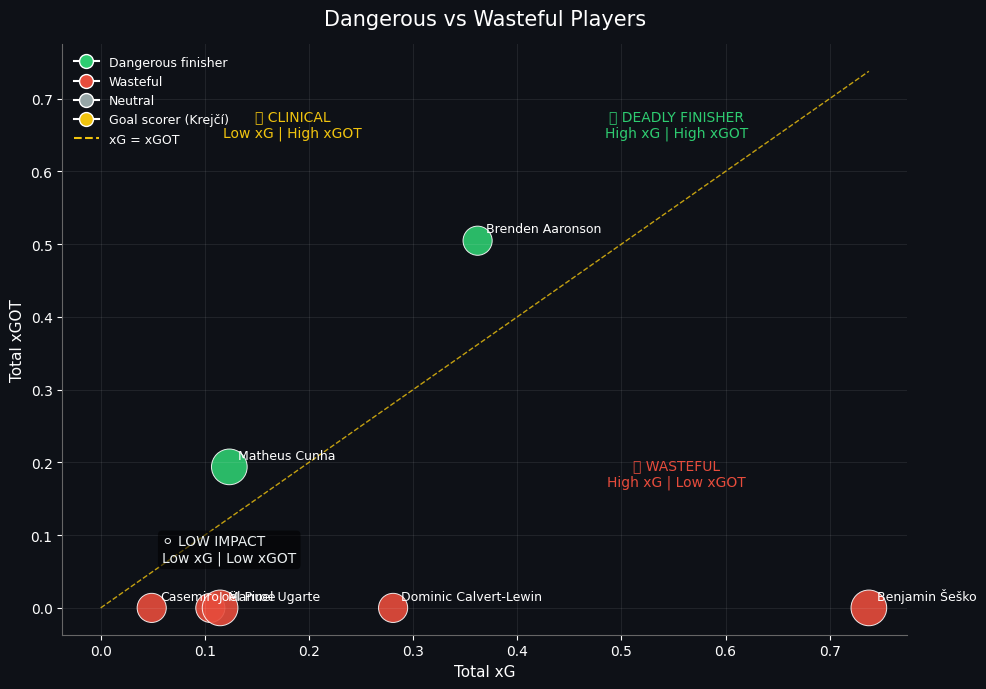 Dangerous vs Wasteful Players
Dangerous finisher
Wasteful
Neutral
Goal scorer (Krejčí)
xG = xGOT
CLINICAL
Low xG | High xGOT
DEADLY FINISHER
High xG | High xGOT
Brenden Aaronson
Matheus Cunha
WASTEFUL
High xG | Low xGOT
⚪ LOW IMPACT
Low xG | Low xGOT
Casemiro
Joël Piroe
Manuel Ugarte
Dominic Calvert-Lewin
Benjamin Šeško
Total xGOT
0.7
0.6
0.5
0.4
0.3
0.2
0.1
0.0
0.0 0.1 0.2 0.3 0.4 0.5 0.6 0.7
Total xG